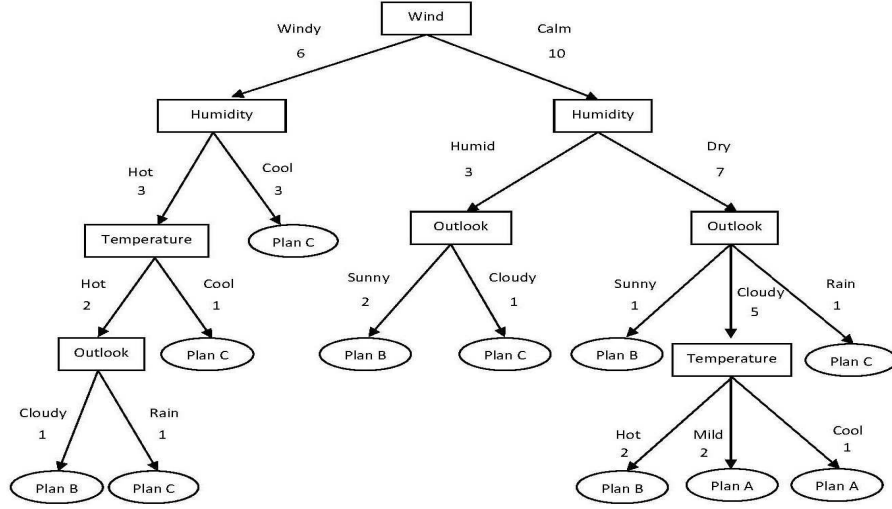 Wind
Windy
6
Calm
10
Humidity
Humidity
Hot
3
Cool
3
Humid
3
Dry
7
Temperature
Plan C
Outlook
Outlook
Hot
2
Cool
1
Sunny
2
Cloudy
1
Sunny
1
Cloudy
5
Rain
1
Outlook
Plan C
Plan B
Plan C
Plan B
Temperature
Plan C
Cloudy
1
Rain
1
Hot
2
Mild
2
Cool
1
Plan B
Plan C
Plan B
Plan A
Plan A